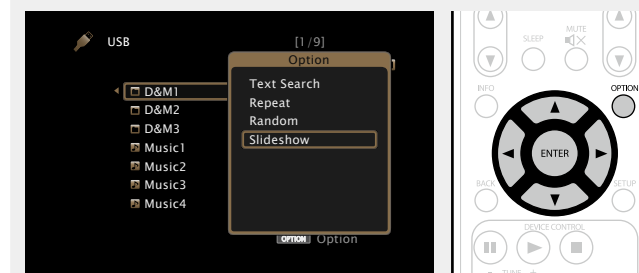 USB
[1/9]
Option
Text Search
Repeat
Random
Slideshow
D&M1
D&M2
D&M3
Music1
Music2
Music3
Music4
OPTION Option
SLEEP
MUTE
INFO
OPTION
ENTER
BACK
SETUP
DEVICE CONTROL
- TUNE +